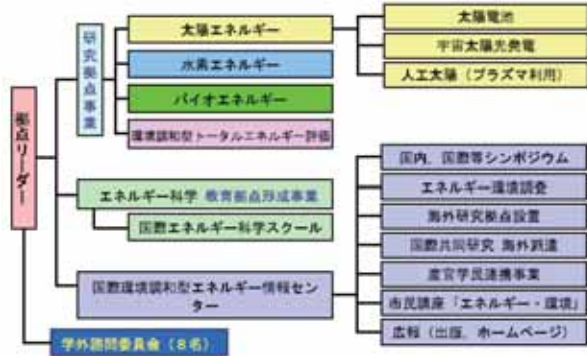 拠点リーダー
研究拠点事業
太陽エネルギー
太陽電池
宇宙太陽光発電
人工太陽（プラズマ利用）
水素エネルギー
バイオエネルギー
環境調和型トータルエネルギー評価
エネルギー科学 教育拠点形成事業
国際エネルギー科学スクール
国際環境調和型エネルギー情報セン
ター
国内、国際等シンポジウム
エネルギー環境調査
海外研究拠点設置
国際共同研究 海外派遣
産官学民連携事業
市民講座「エネルギー・環境」
広報（出版、ホームページ）
学外諮問委員会（8名）